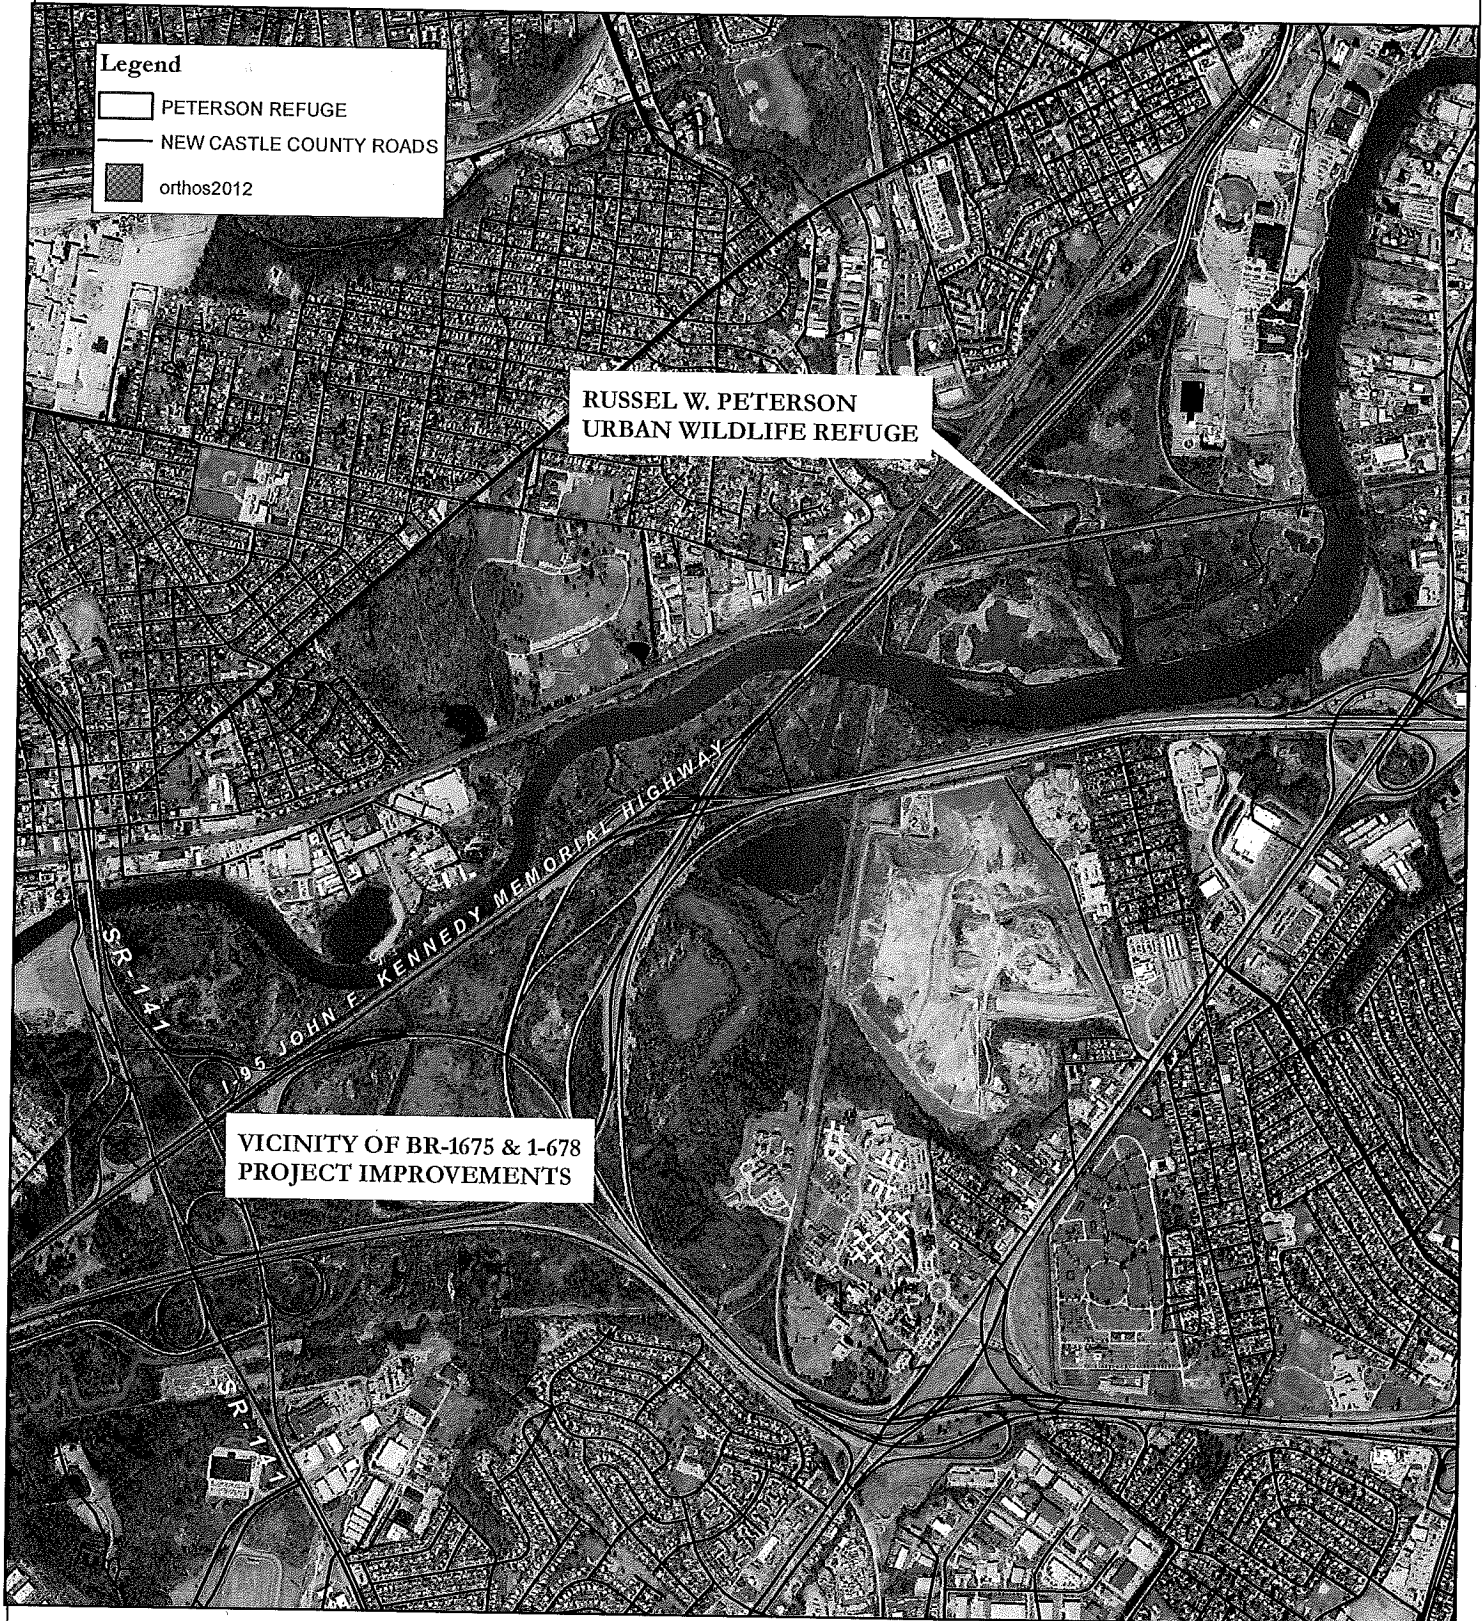 Legend
PETERSON REFUGE
NEW CASTLE COUNTY ROADS
orthos2012
RUSSEL W. PETERSON
URBAN WILDLIFE REFUGE
I-95 JOHN F. KENNEDY MEMORIAL HIGHWAY
SR-141
VICINITY OF BR-1675 & 1-678
PROJECT IMPROVEMENTS
SR-141